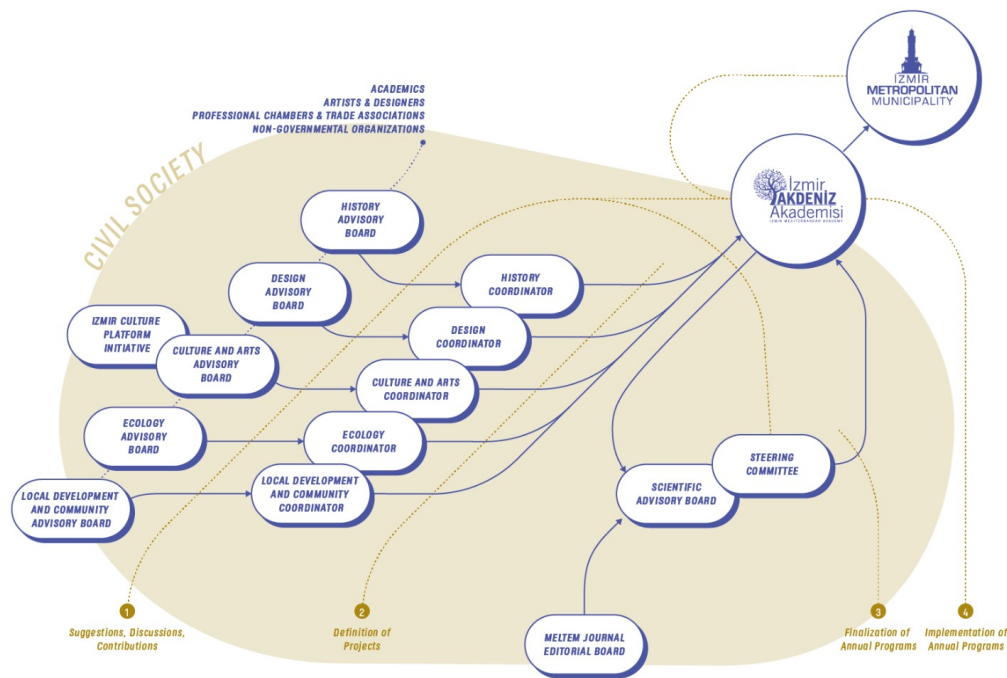 İZMİR
METROPOLITAN
MUNICIPALITY
ACADEMICS
ARTISTS & DESIGNERS
PROFESSIONAL CHAMBERS & TRADE ASSOCIATIONS
NON-GOVERNMENTAL ORGANIZATIONS
CIVIL SOCIETY
İzmir
AKDENİZ
Akademisi
IZMIR MEDITERRANEAN ACADEMY
HISTORY
ADVISORY
BOARD
DESIGN
ADVISORY
BOARD
HISTORY
COORDINATOR
IZMIR CULTURE
PLATFORM
INITIATIVE
DESIGN
COORDINATOR
CULTURE AND ARTS
ADVISORY
BOARD
CULTURE AND ARTS
COORDINATOR
ECOLOGY
ADVISORY
BOARD
ECOLOGY
COORDINATOR
STEERING
COMMITTEE
LOCAL DEVELOPMENT
AND COMMUNITY
ADVISORY BOARD
LOCAL DEVELOPMENT
AND COMMUNITY
COORDINATOR
SCIENTIFIC
ADVISORY BOARD
MELTEM JOURNAL
EDITORIAL BOARD
1
Suggestions, Discussions,
Contributions
2
Definition of
Projects
3
Finalization of
Annual Programs
4
Implementation of
Annual Programs